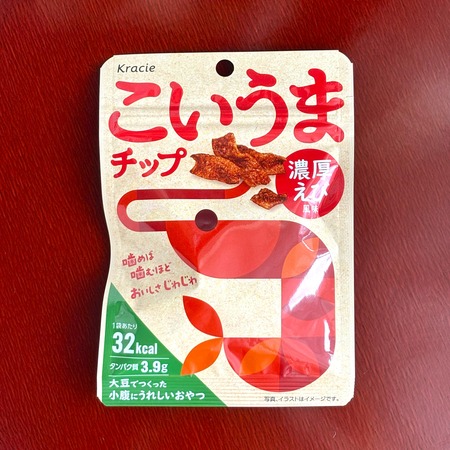 Kracie
こいうま
チップ
濃厚
えび
風味
噛めば
噛むほど
おいしさじわじわ
1袋あたり
32kcal
タンパク質 3.9g
大豆でつくった
小腹にうれしいおやつ
写真、イラストはイメージです。